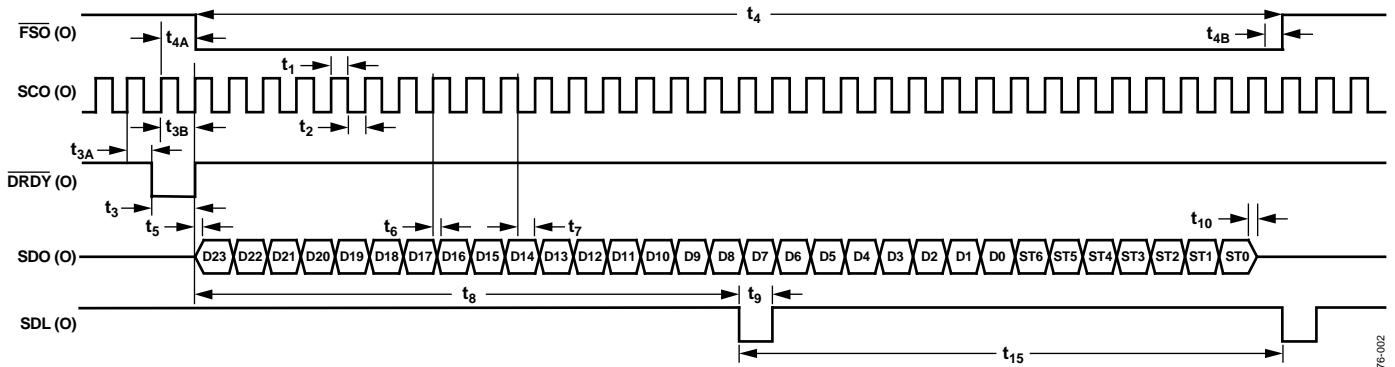 t4
FSO (O)
t4A
t4B
t1
SCO (O)
t3B
t2
t3A
DRDY (O)
t3
t5
t6
t7
t10
SDO (O)
D23 D22 D21 D20 D19 D18 D17 D16 D15 D14 D13 D12 D11 D10 D9 D8 D7 D6 D5 D4 D3 D2 D1 D0 ST6 ST5 ST4 ST3 ST2 ST1 ST0
t8
t9
SDL (O)
t15
76-002